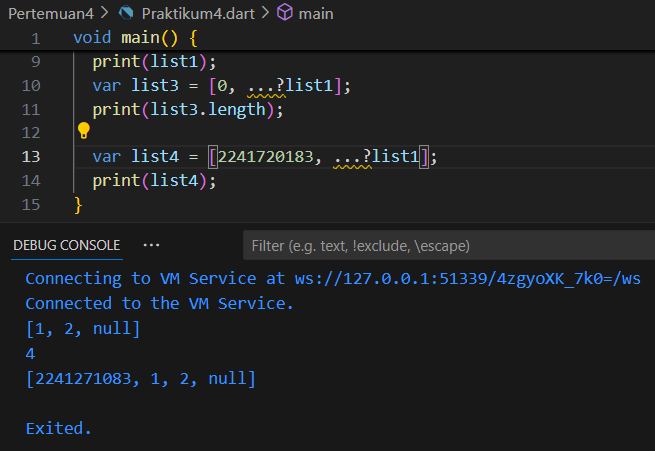 Pertemuan4 > Praktikum4.dart > main
1 void main() {
9 print(list1);
10 var list3 = [0, ...?list1];
11 print(list3.length);
12
13 var list4 = [2241720183, ...?list1];
14 print(list4);
15 }
DEBUG CONSOLE ...
Filter (e.g. text, !exclude, \escape)
Connecting to VM Service at ws://127.0.0.1:51339/4zgyoXK_7k0=/ws
Connected to the VM Service.
[1, 2, null]
4
[2241271083, 1, 2, null]
Exited.